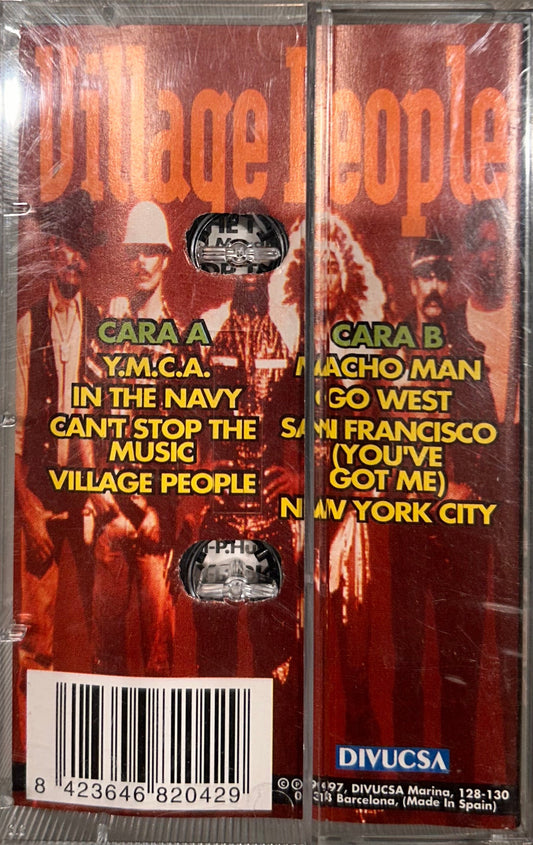 Village People
CARA A
Y.M.C.A.
IN THE NAVY
CAN'T STOP THE
MUSIC
VILLAGE PEOPLE
CARA B
MACHO MAN
GO WEST
SAN FRANCISCO
(YOU'VE
GOT ME)
NEW YORK CITY
8 423646 820429
DIVUCSA
DIVUCSA Marina, 128-130
Barcelona, (Made In Spain)